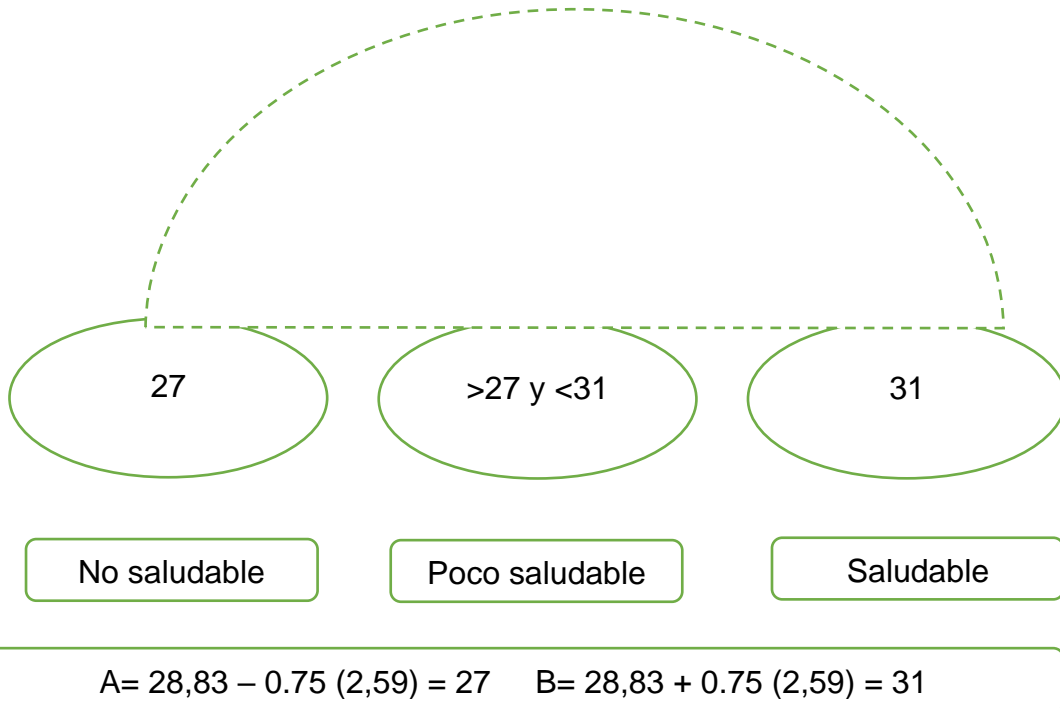 27
>27 y <31
31
No saludable
Poco saludable
Saludable
A= 28,83 – 0.75 (2,59) = 27 B= 28,83 + 0.75 (2,59) = 31